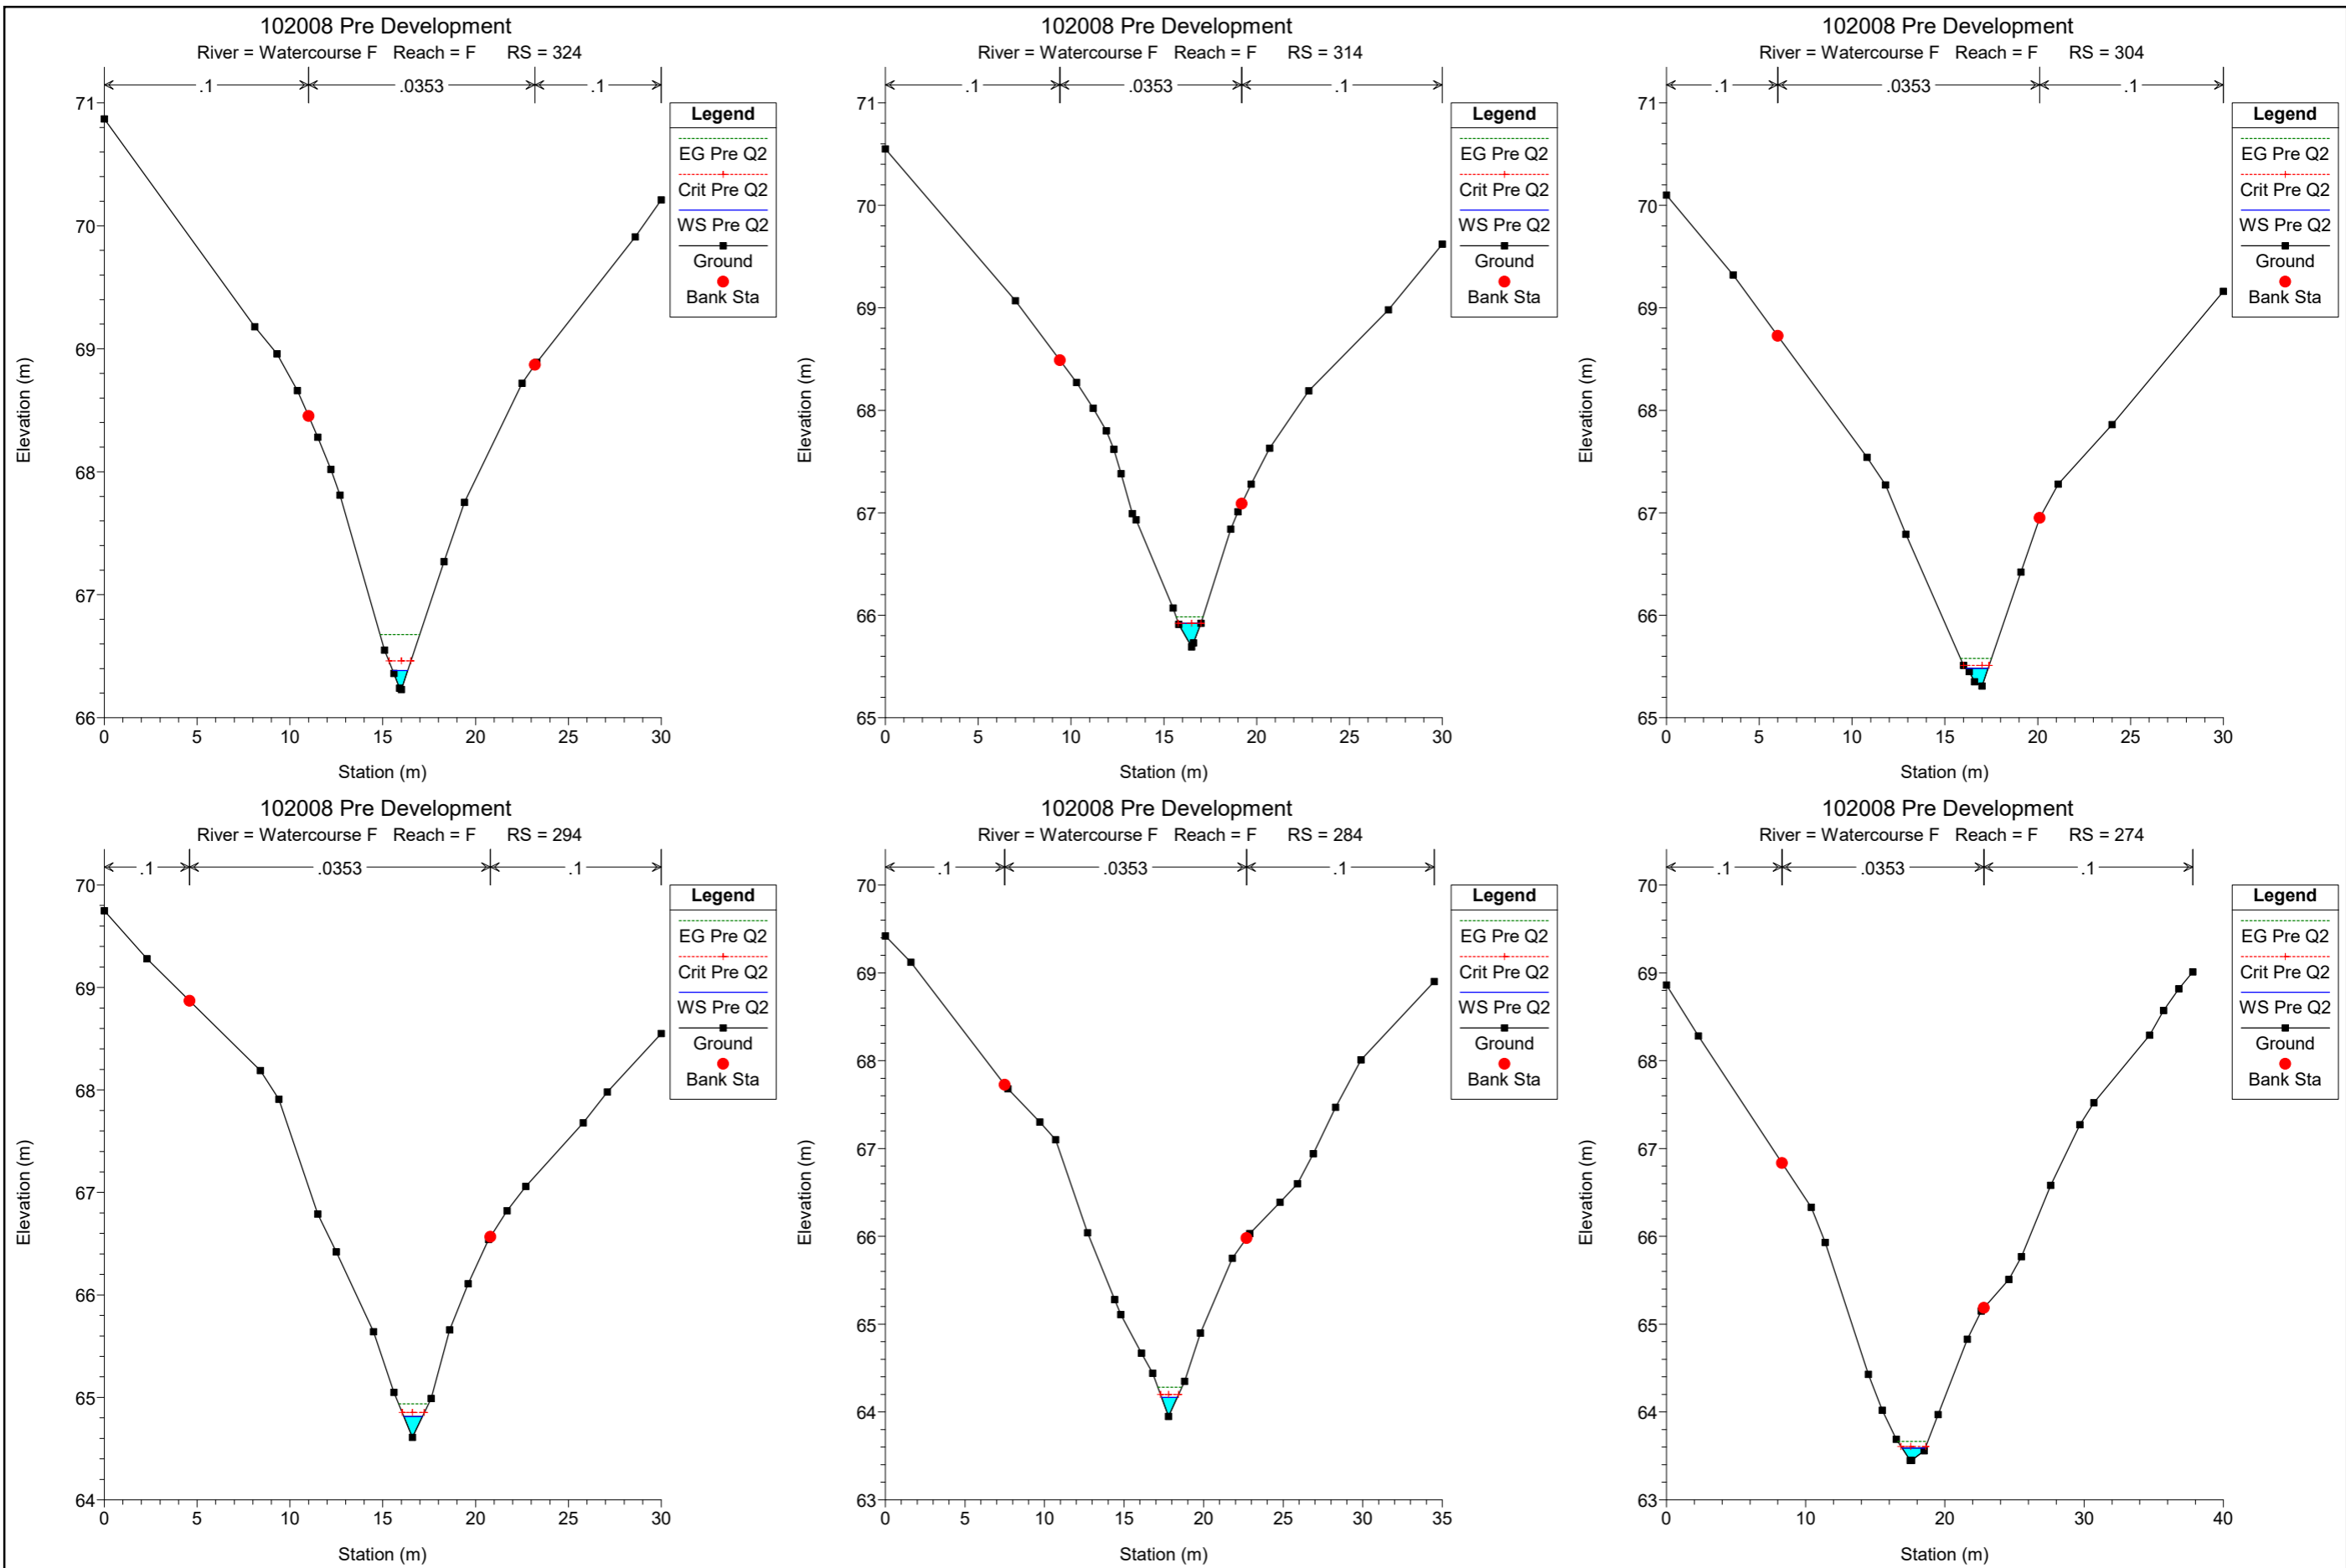 102008 Pre Development
River = Watercourse F Reach = F RS = 324
.1 .0353 .1
71
70
69
68
67
66
0 5 10 15 20 25 30
Station (m)
Elevation (m)
Legend
EG Pre Q2
Crit Pre Q2
WS Pre Q2
Ground
Bank Sta
102008 Pre Development
River = Watercourse F Reach = F RS = 314
.1 .0353 .1
71
70
69
68
67
66
65
0 5 10 15 20 25 30
Station (m)
Elevation (m)
Legend
EG Pre Q2
Crit Pre Q2
WS Pre Q2
Ground
Bank Sta
102008 Pre Development
River = Watercourse F Reach = F RS = 304
.1 .0353 .1
71
70
69
68
67
66
65
0 5 10 15 20 25 30
Station (m)
Elevation (m)
Legend
EG Pre Q2
Crit Pre Q2
WS Pre Q2
Ground
Bank Sta
102008 Pre Development
River = Watercourse F Reach = F RS = 294
.1 .0353 .1
70
69
68
67
66
65
64
0 5 10 15 20 25 30
Station (m)
Elevation (m)
Legend
EG Pre Q2
Crit Pre Q2
WS Pre Q2
Ground
Bank Sta
102008 Pre Development
River = Watercourse F Reach = F RS = 284
.1 .0353 .1
70
69
68
67
66
65
64
63
0 5 10 15 20 25 30 35
Station (m)
Elevation (m)
Legend
EG Pre Q2
Crit Pre Q2
WS Pre Q2
Ground
Bank Sta
102008 Pre Development
River = Watercourse F Reach = F RS = 274
.1 .0353 .1
70
69
68
67
66
65
64
63
0 10 20 30 40
Station (m)
Elevation (m)
Legend
EG Pre Q2
Crit Pre Q2
WS Pre Q2
Ground
Bank Sta